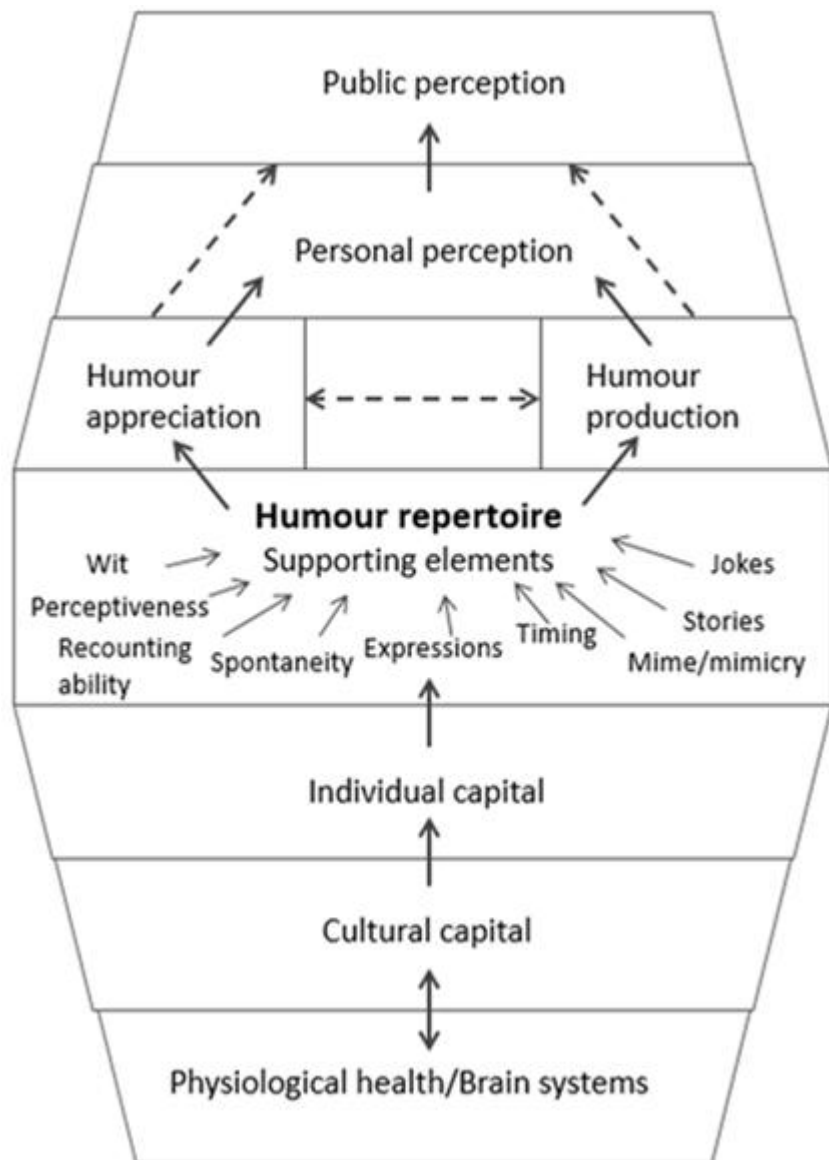 Public perception
Personal perception
Humour
appreciation
Humour
production
Humour repertoire
Supporting elements
Wit
Perceptiveness
Recounting
ability
Spontaneity
Expressions
Timing
Mime/mimicry
Stories
Jokes
Individual capital
Cultural capital
Physiological health/Brain systems